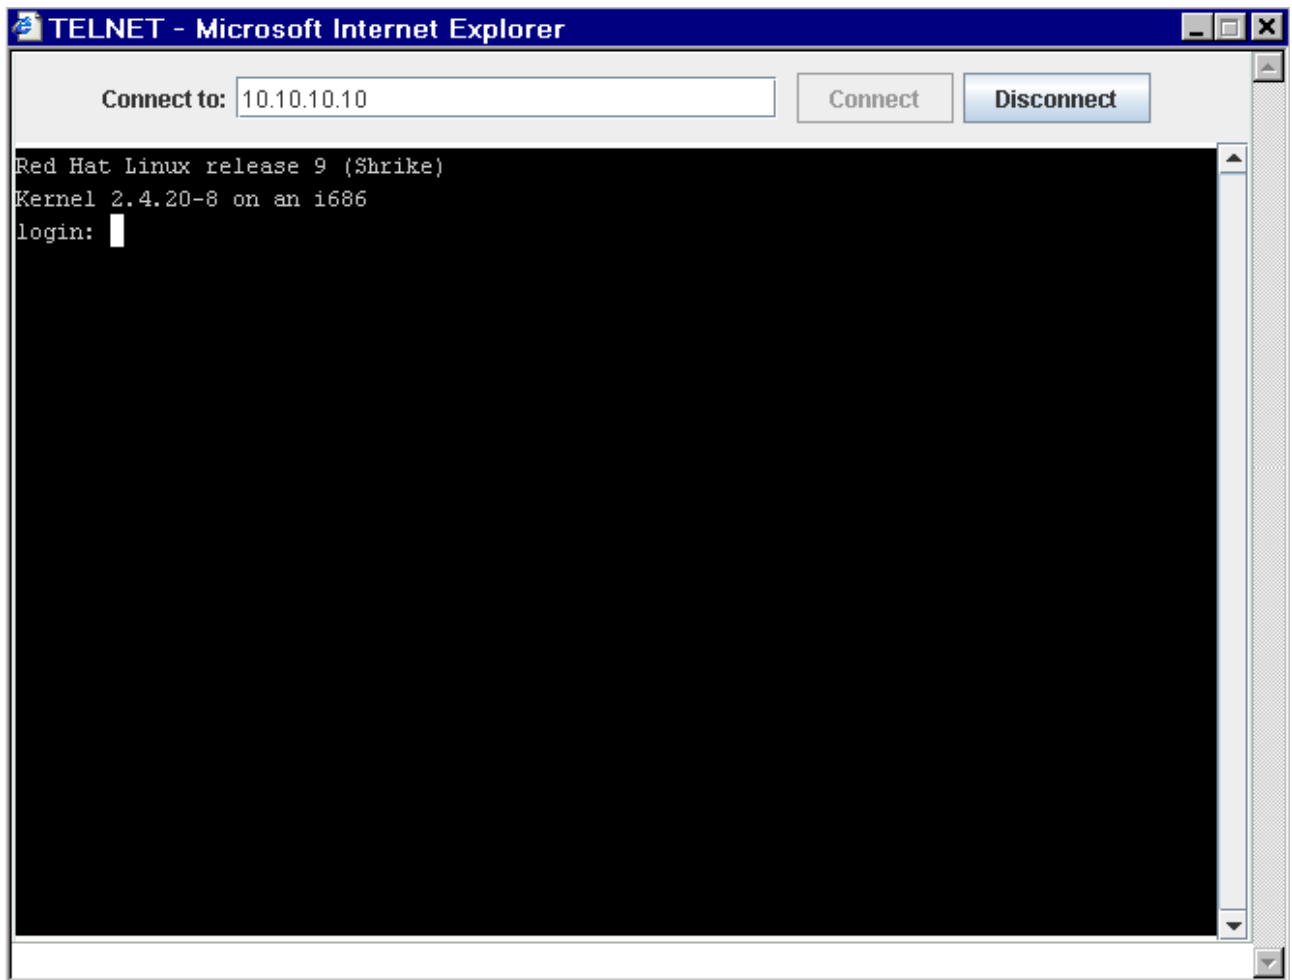 TELNET - Microsoft Internet Explorer
Connect to: 10.10.10.10 Connect Disconnect
Red Hat Linux release 9 (Shrike)
Kernel 2.4.20-8 on an i686
login: